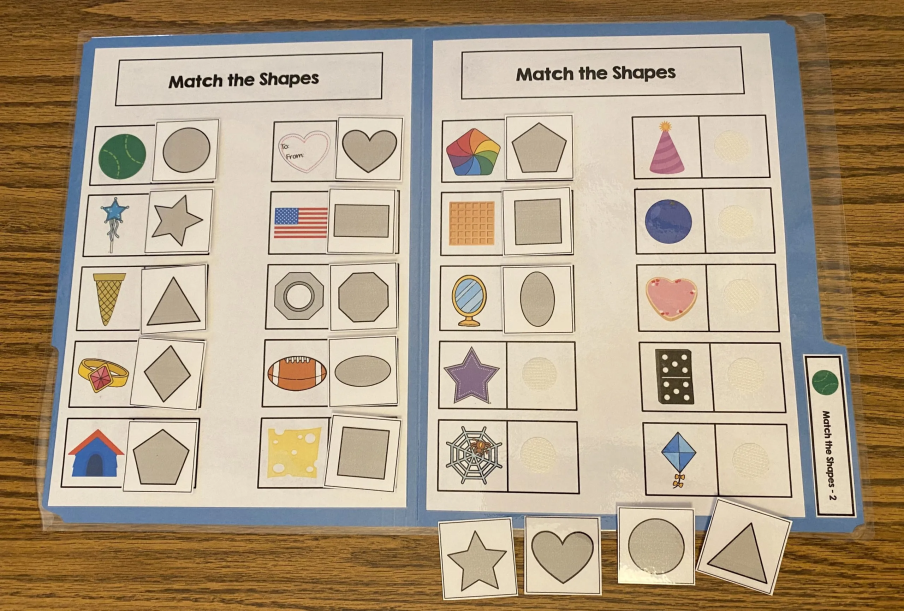 Match the Shapes
To:
From:
Match the Shapes
Match the Shapes - 2